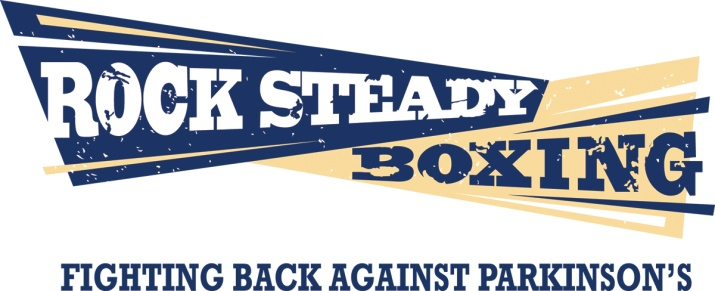 ROCK STEADY
BOXING
FIGHTING BACK AGAINST PARKINSON'S